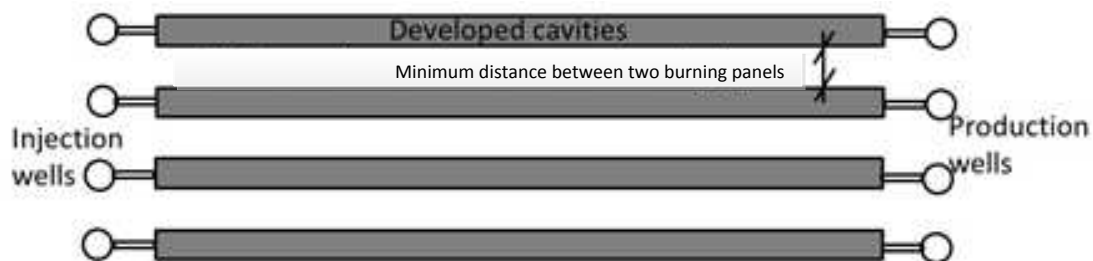 Developed cavities
Minimum distance between two burning panels
Injection
wells
Production
wells